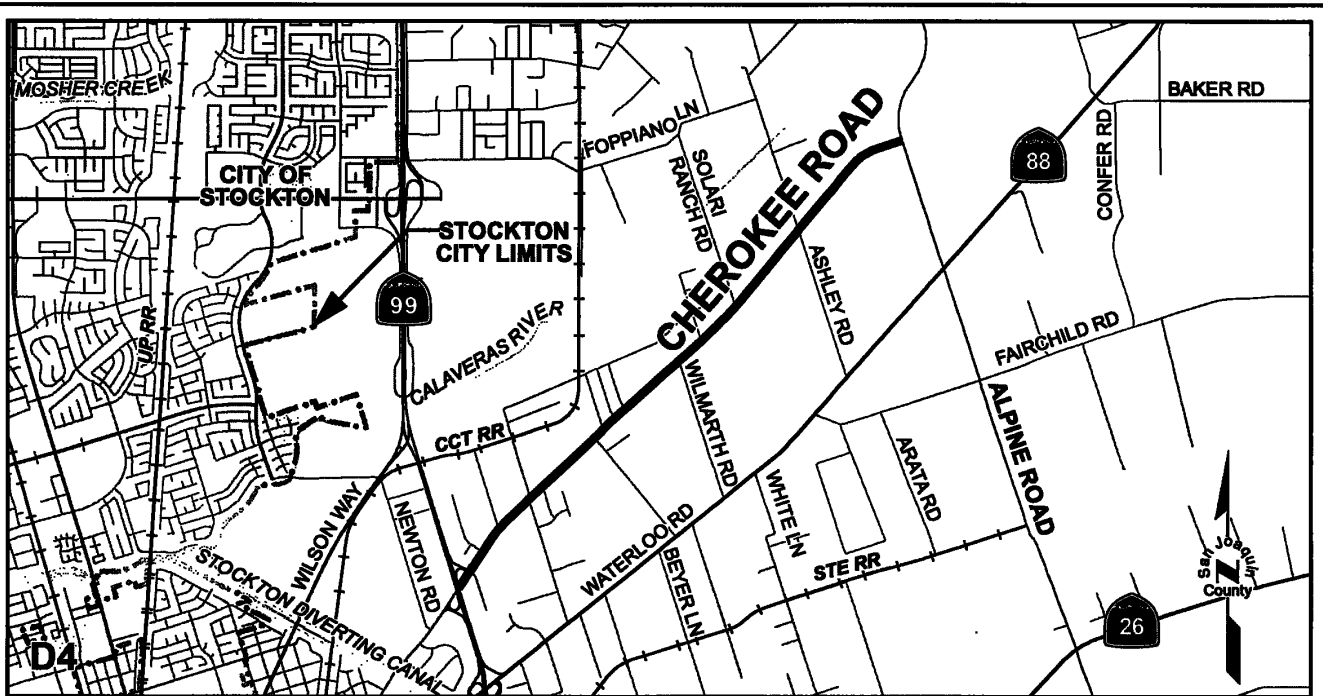 MOSHER CREEK
CITY OF
STOCKTON
STOCKTON
CITY LIMITS
UP RR
99
CALAVERAS RIVER
CCT RR
WILSON WAY
NEWTON RD
STOCKTON DIVERTING CANAL
D4
FOPPIANO LN
SOLARI
RANCH RD
CHEROKEE ROAD
ASHLEY RD
WILMARTH RD
WATERLOO RD
BEYER LN
WHITE LN
STE RR
ARATA RD
ALPINE ROAD
FAIRCHILD RD
88
CONFER RD
BAKER RD
San Joaquin
Z
County
26